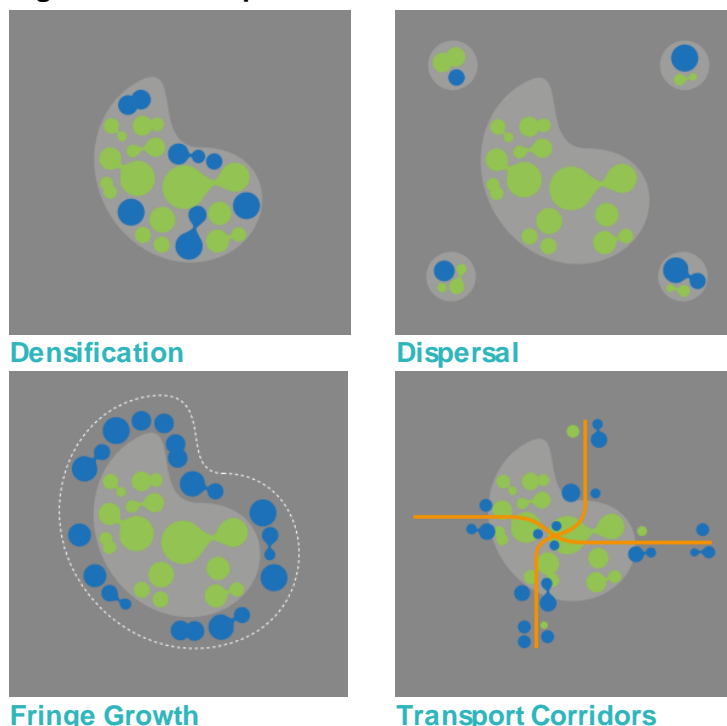 Densification
Dispersal
Fringe Growth
Transport Corridors